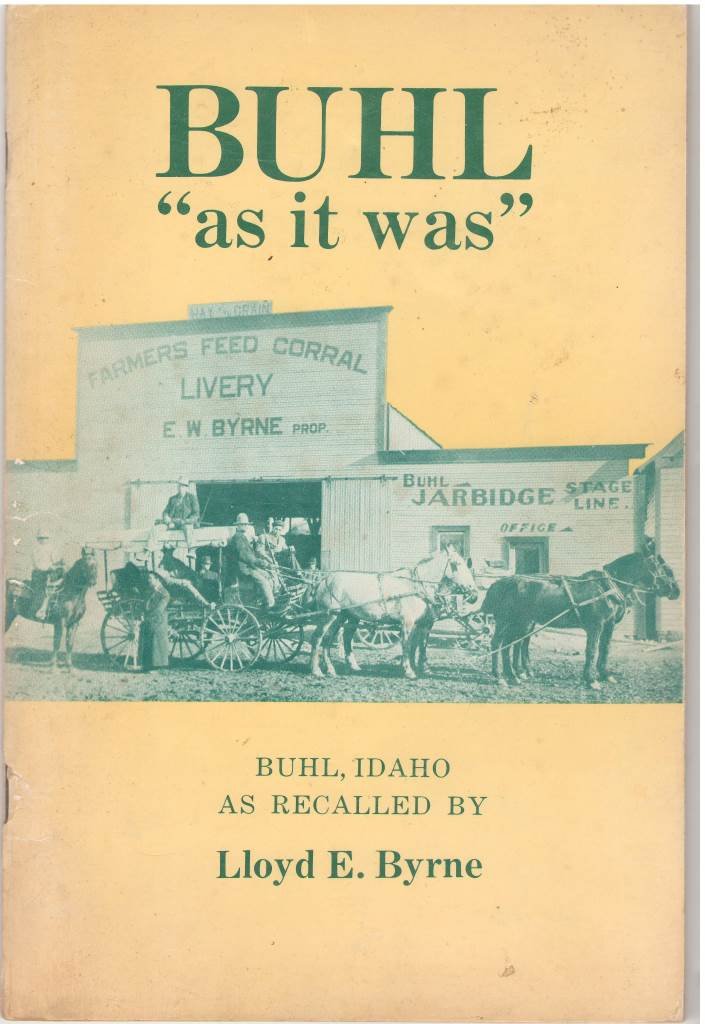 BUHL
“as it was”
HAY & GRAIN
FARMERS FEED CORRAL
LIVERY
E. W. BYRNE PROP.
BUHL
JARBIDGE STAGE LINE.
OFFICE
BUHL, IDAHO
AS RECALLED BY
Lloyd E. Byrne